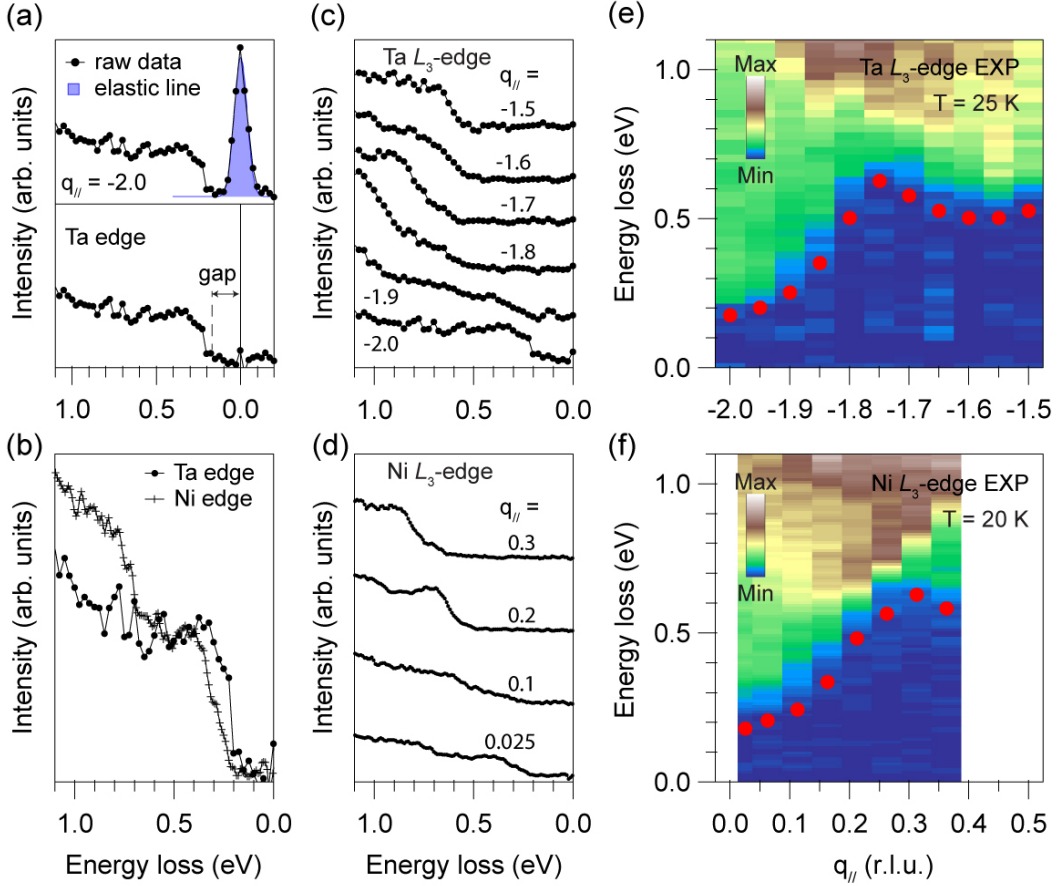 (a)
raw data
elastic line
q// = -2.0
Ta edge
gap
Intensity (arb. units)
1.0 0.5 0.0
(c)
Ta L3-edge
q// =
-1.5
-1.6
-1.7
-1.8
-1.9
-2.0
Intensity (arb. units)
1.0 0.5 0.0
(e)
Max
Min
Ta L3-edge EXP
T = 25 K
Energy loss (eV)
1.0
0.5
0.0
-2.0 -1.9 -1.8 -1.7 -1.6 -1.5
(b)
Ta edge
Ni edge
Intensity (arb. units)
1.0 0.5 0.0
Energy loss (eV)
(d)
Ni L3-edge
q// =
0.3
0.2
0.1
0.025
Intensity (arb. units)
1.0 0.5 0.0
Energy loss (eV)
(f)
Max
Min
Ni L3-edge EXP
T = 20 K
Energy loss (eV)
1.0
0.5
0.0
0.0 0.1 0.2 0.3 0.4 0.5
q// (r.l.u.)